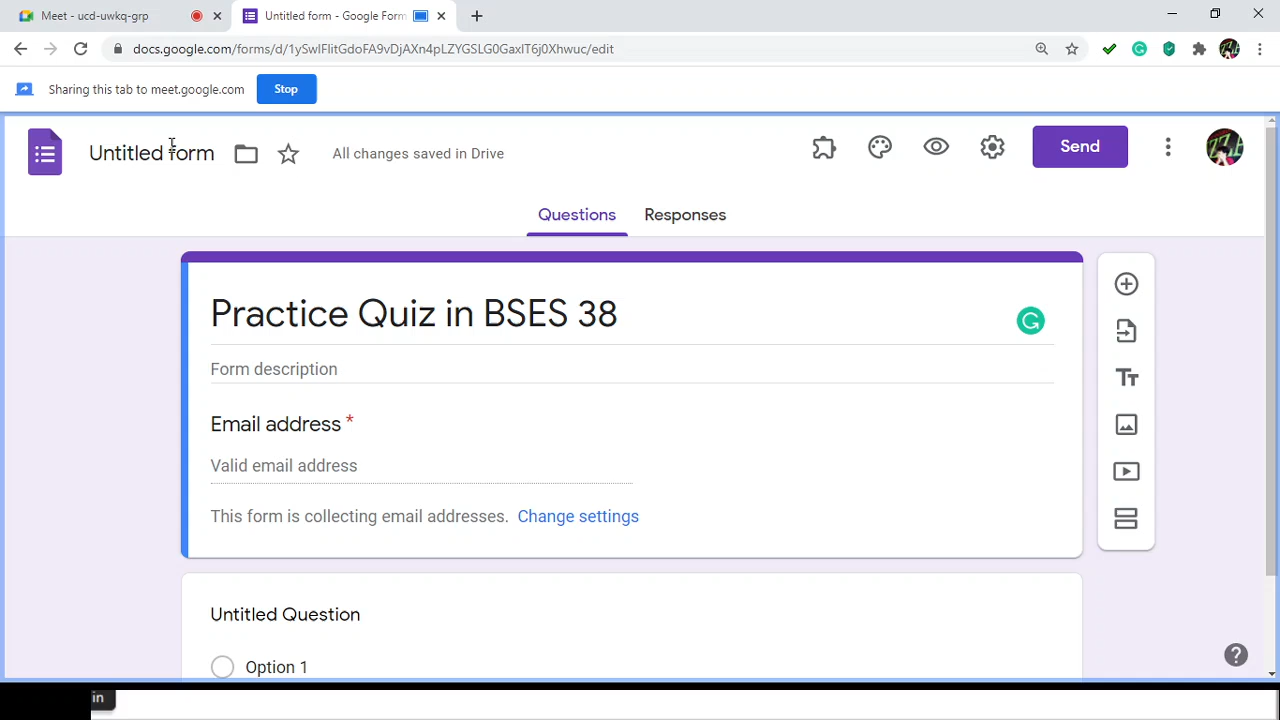 Meet - ucd-uwkq-grp
Untitled form - Google Form
docs.google.com/forms/d/1ySwIFlitGdoFA9vDjAXn4pLZYGSLG0GaxIT6j0Xhwuc/edit
Sharing this tab to meet.google.com
Stop
Untitled form
All changes saved in Drive
Send
Questions
Responses
Practice Quiz in BSES 38
Form description
Email address *
Valid email address
This form is collecting email addresses. Change settings
Untitled Question
Option 1
in